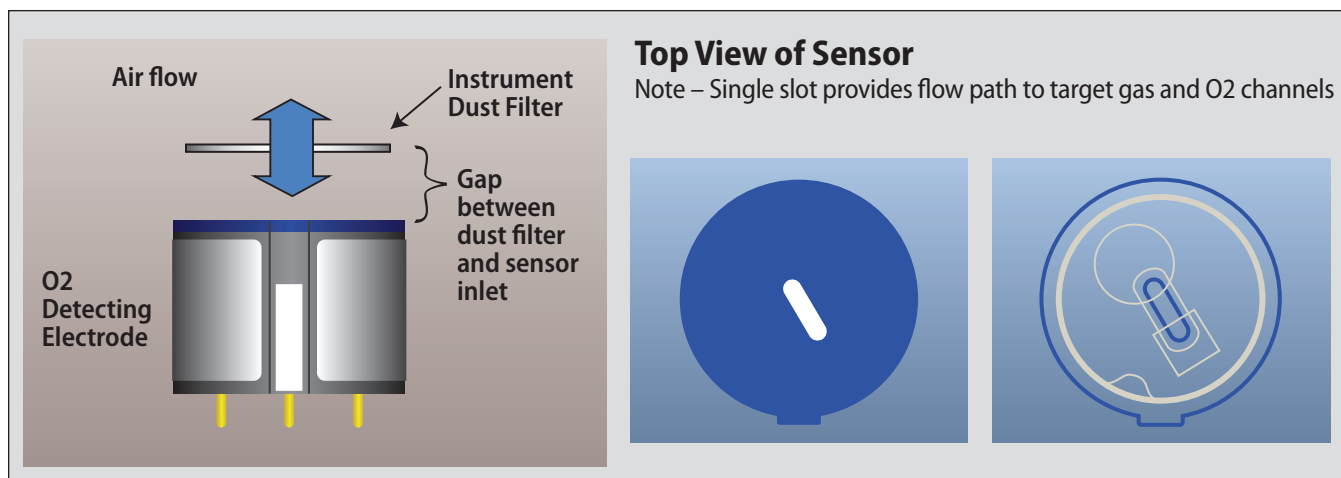 Air flow
Instrument
Dust Filter
Gap
between
dust filter
and sensor
inlet
O2
Detecting
Electrode
Top View of Sensor
Note – Single slot provides flow path to target gas and O2 channels